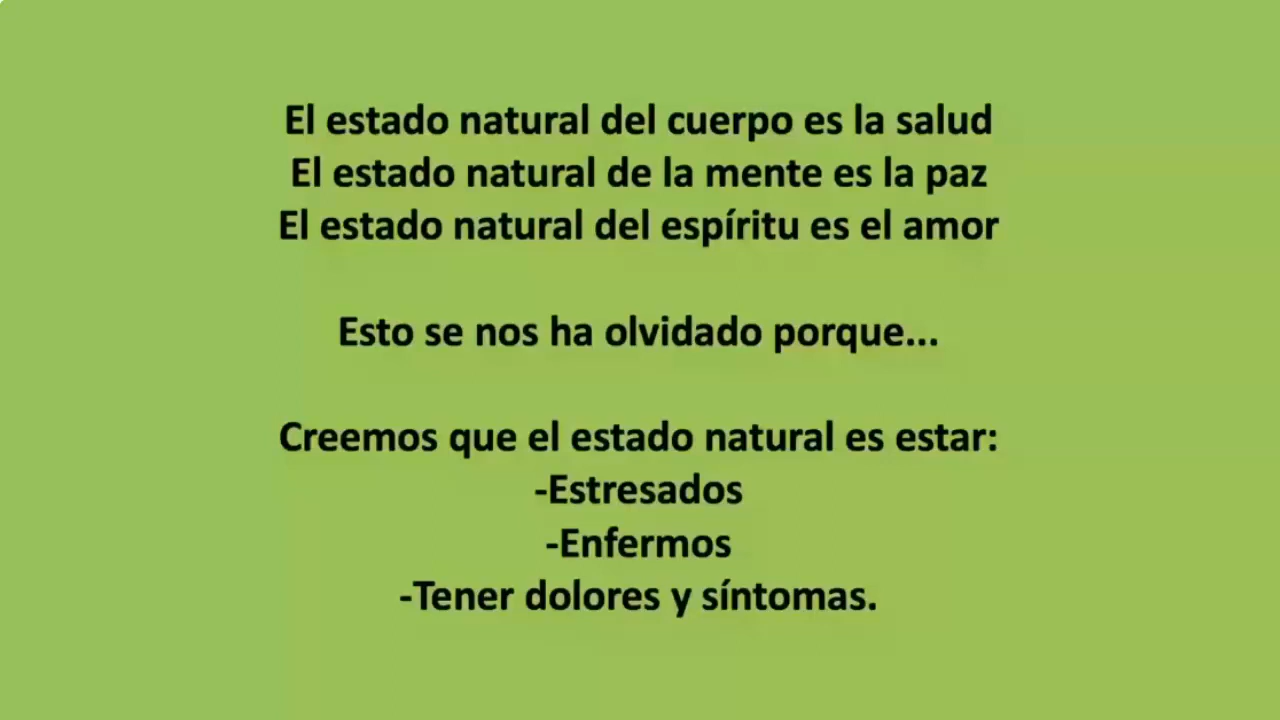 El estado natural del cuerpo es la salud
El estado natural de la mente es la paz
El estado natural del espíritu es el amor
Esto se nos ha olvidado porque...
Creemos que el estado natural es estar:
-Estresados
-Enfermos
-Tener dolores y síntomas.